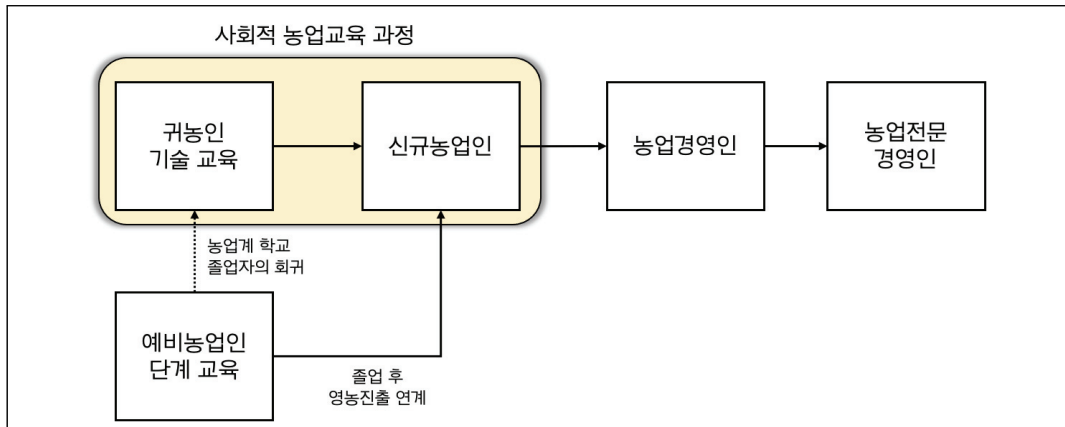 사회적 농업교육 과정
귀농인
기술 교육
신규농업인
농업경영인
농업전문
경영인
농업계 학교
졸업자의 회귀
예비농업인
단계 교육
졸업 후
영농진출 연계